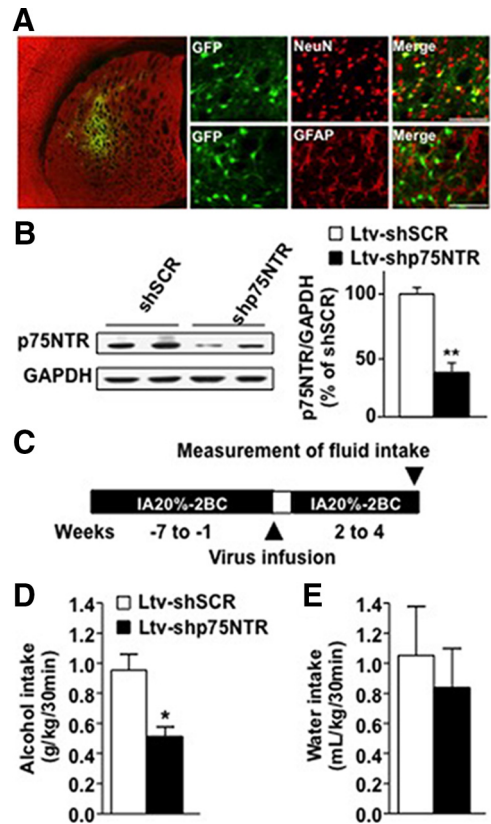 A
GFP NeuN Merge
GFP GFAP Merge
B
shSCR shp75NTR
p75NTR
GAPDH
Ltv-shSCR
Ltv-shp75NTR
p75NTR/GAPDH
(% of shSCR)
100
50
0
**
C
Measurement of fluid intake
IA20%-2BC IA20%-2BC
Weeks -7 to -1 2 to 4
Virus infusion
D
Ltv-shSCR
Ltv-shp75NTR
Alcohol intake
(g/kg/30min)
1.4
1.2
1.0
0.8
0.6
0.4
0.2
0.0
*
E
Water intake
(mL/kg/30min)
1.4
1.2
1.0
0.8
0.6
0.4
0.2
0.0